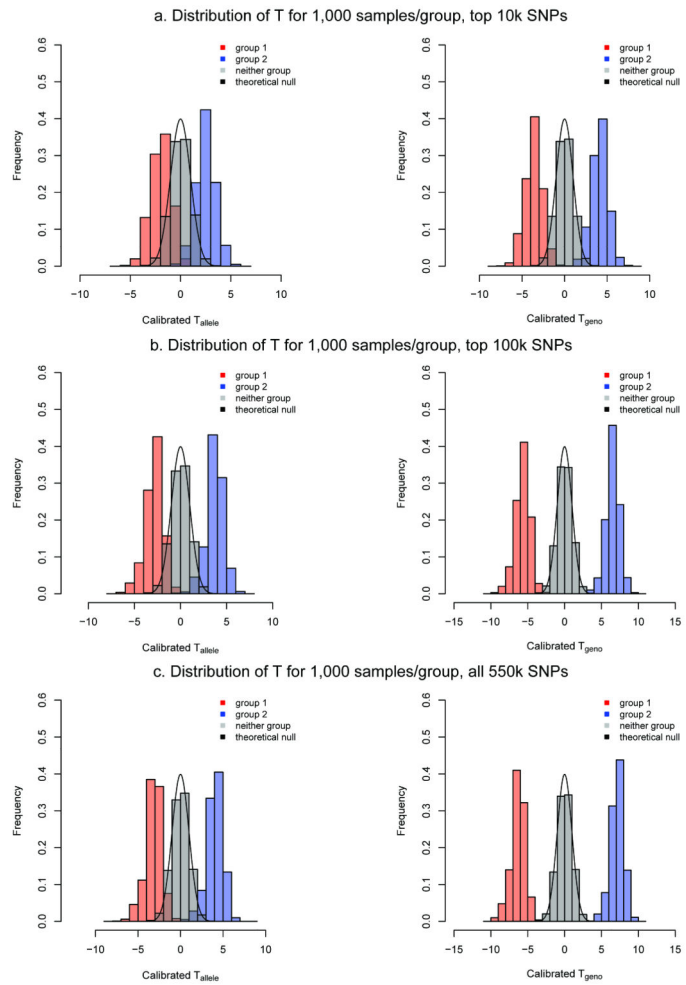 a. Distribution of T for 1,000 samples/group, top 10k SNPs
group 1
group 2
neither group
theoretical null
Frequency
0.0 0.1 0.2 0.3 0.4 0.5 0.6
−10 −5 0 5 10
Calibrated Tallele
group 1
group 2
neither group
theoretical null
Frequency
0.0 0.1 0.2 0.3 0.4 0.5 0.6
−10 −5 0 5 10
Calibrated Tgeno
b. Distribution of T for 1,000 samples/group, top 100k SNPs
group 1
group 2
neither group
theoretical null
Frequency
0.0 0.1 0.2 0.3 0.4 0.5 0.6
−10 −5 0 5 10
Calibrated Tallele
group 1
group 2
neither group
theoretical null
Frequency
0.0 0.1 0.2 0.3 0.4 0.5 0.6
−15 −10 −5 0 5 10 15
Calibrated Tgeno
c. Distribution of T for 1,000 samples/group, all 550k SNPs
group 1
group 2
neither group
theoretical null
Frequency
0.0 0.1 0.2 0.3 0.4 0.5 0.6
−10 −5 0 5 10
Calibrated Tallele
group 1
group 2
neither group
theoretical null
Frequency
0.0 0.1 0.2 0.3 0.4 0.5 0.6
−15 −10 −5 0 5 10 15
Calibrated Tgeno